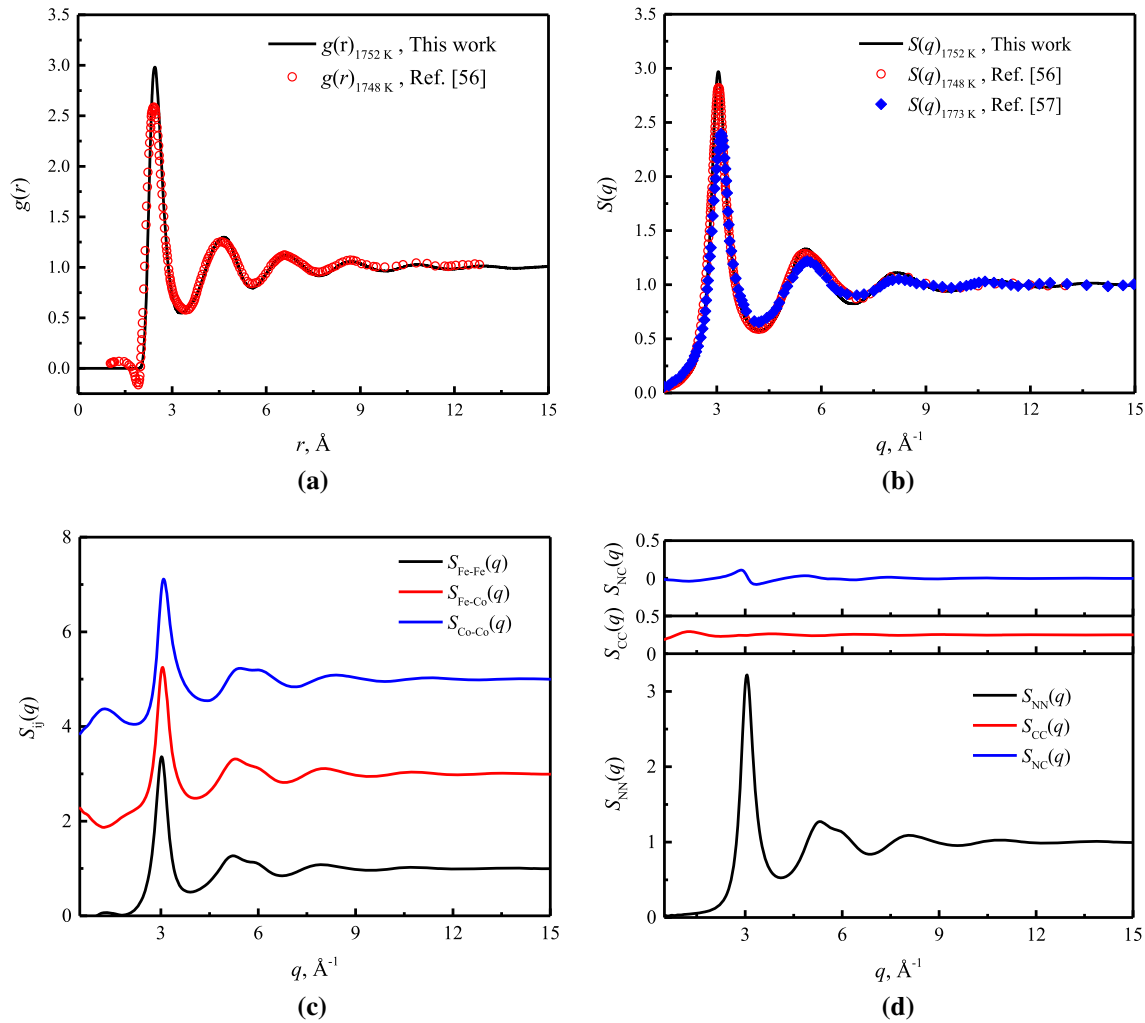 3.5
3.0
2.5
2.0
1.5
1.0
0.5
0.0
g(r)
g(r)1752 K , This work
g(r)1748 K , Ref. [56]
0 3 6 9 12 15
r, Å
(a)
3.5
3.0
2.5
2.0
1.5
1.0
0.5
0.0
S(q)
S(q)1752 K , This work
S(q)1748 K , Ref. [56]
S(q)1773 K , Ref. [57]
3 6 9 12 15
q, Å-1
(b)
8
6
4
2
0
Sij(q)
SFe-Fe(q)
SFe-Co(q)
SCo-Co(q)
3 6 9 12 15
q, Å-1
(c)
0.5
0
SNC(q)
0.5
0
SCC(q)
3
2
1
0
SNN(q)
SNN(q)
SCC(q)
SNC(q)
3 6 9 12 15
q, Å-1
(d)